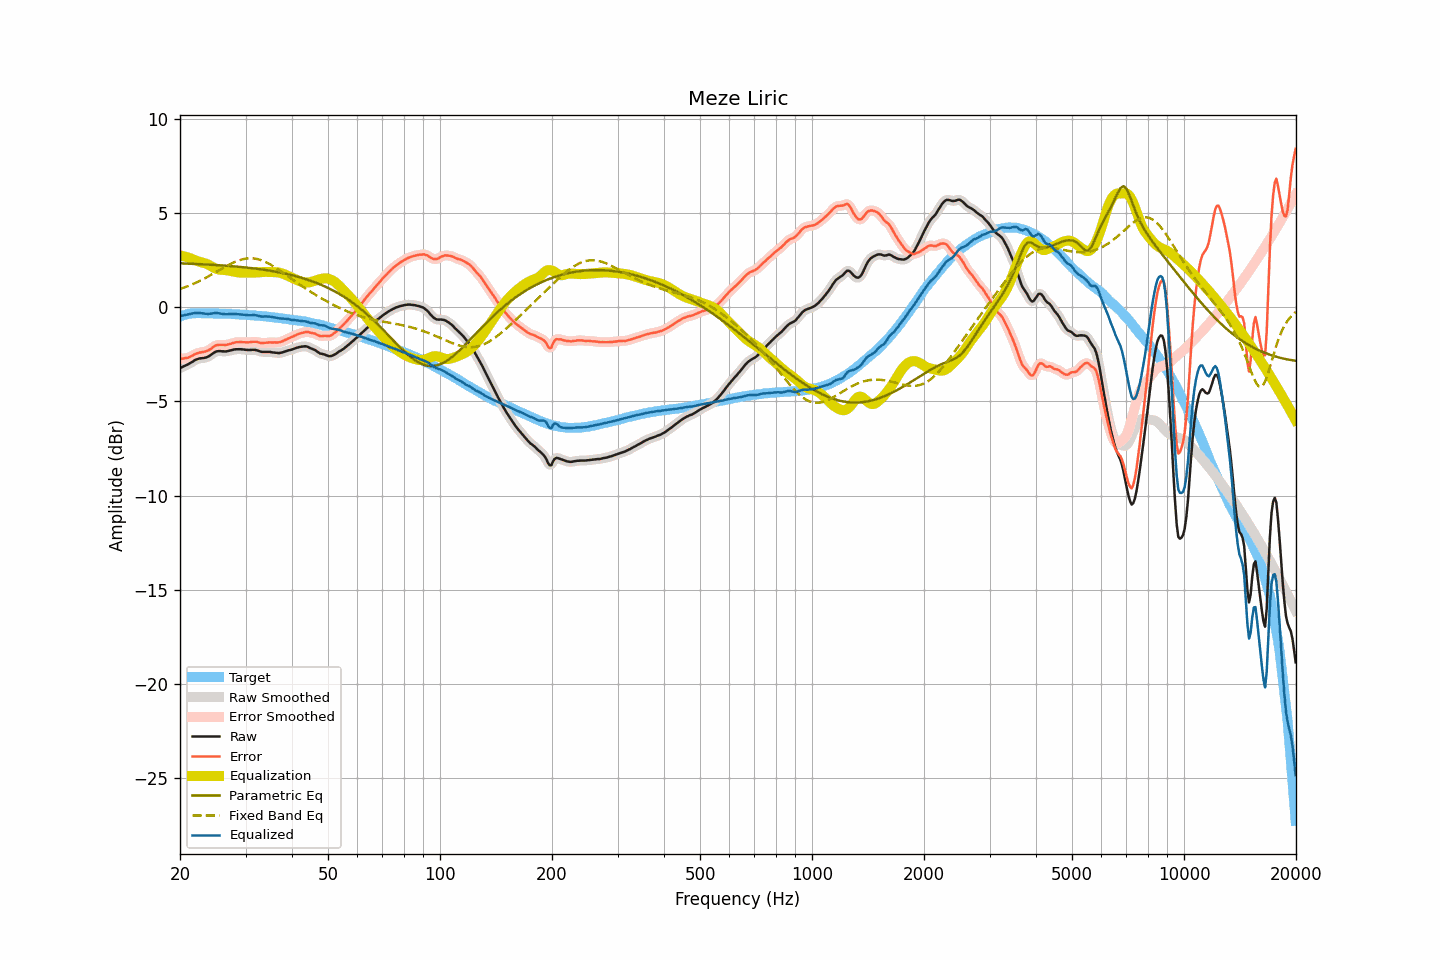 Meze Liric
10
5
0
−5
−10
−15
−20
−25
Amplitude (dBr)
Target
Raw Smoothed
Error Smoothed
Raw
Error
Equalization
Parametric Eq
Fixed Band Eq
Equalized
20 50 100 200 500 1000 2000 5000 10000 20000
Frequency (Hz)